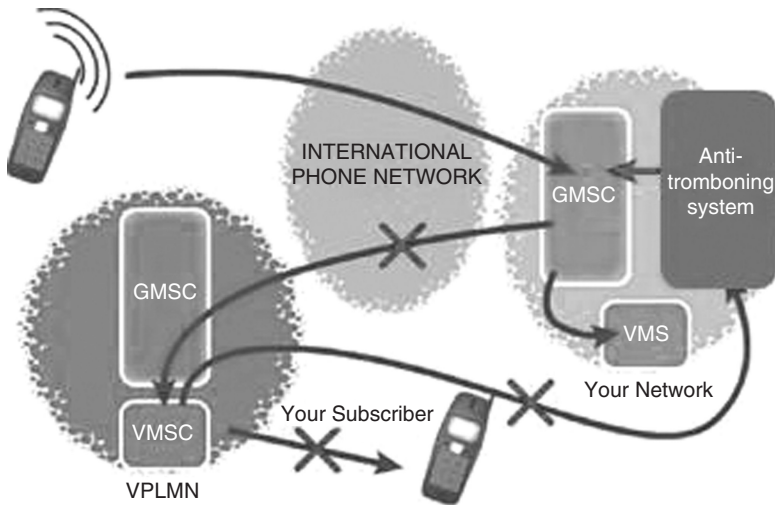 INTERNATIONAL
PHONE NETWORK
GMSC
Anti-
tromboning
system
GMSC
VMS
Your Network
Your Subscriber
VMSC
VPLMN